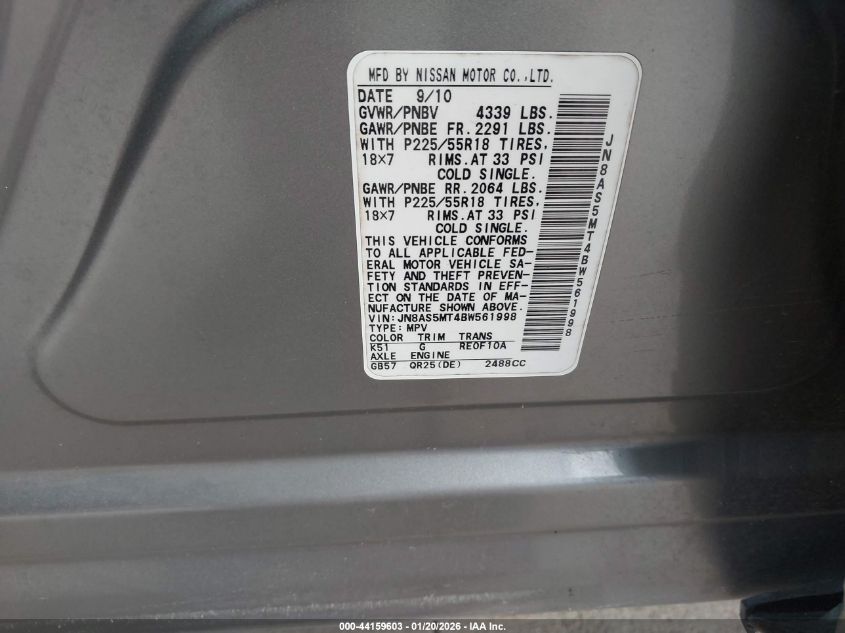 MFD BY NISSAN MOTOR CO.,LTD.
DATE 9/10
GVWR/PNBV 4339 LBS.
GAWR/PNBE FR. 2291 LBS.
WITH P225/55R18 TIRES,
18×7 RIMS. AT 33 PSI
COLD SINGLE.
GAWR/PNBE RR. 2064 LBS.
WITH P225/55R18 TIRES,
18×7 RIMS. AT 33 PSI
COLD SINGLE.
THIS VEHICLE CONFORMS
TO ALL APPLICABLE FED-
ERAL MOTOR VEHICLE SA-
FETY AND THEFT PREVEN-
TION STANDARDS IN EFF-
ECT ON THE DATE OF MA-
NUFACTURE SHOWN ABOVE.
VIN: JN8AS5MT4BW561998
TYPE: MPV
COLOR TRIM TRANS
K51 G RE0F10A
AXLE ENGINE
GB57 QR25(DE) 2488CC
JN8AS5MT4BW561998
000-44159603 - 01/20/2026 - IAA Inc.